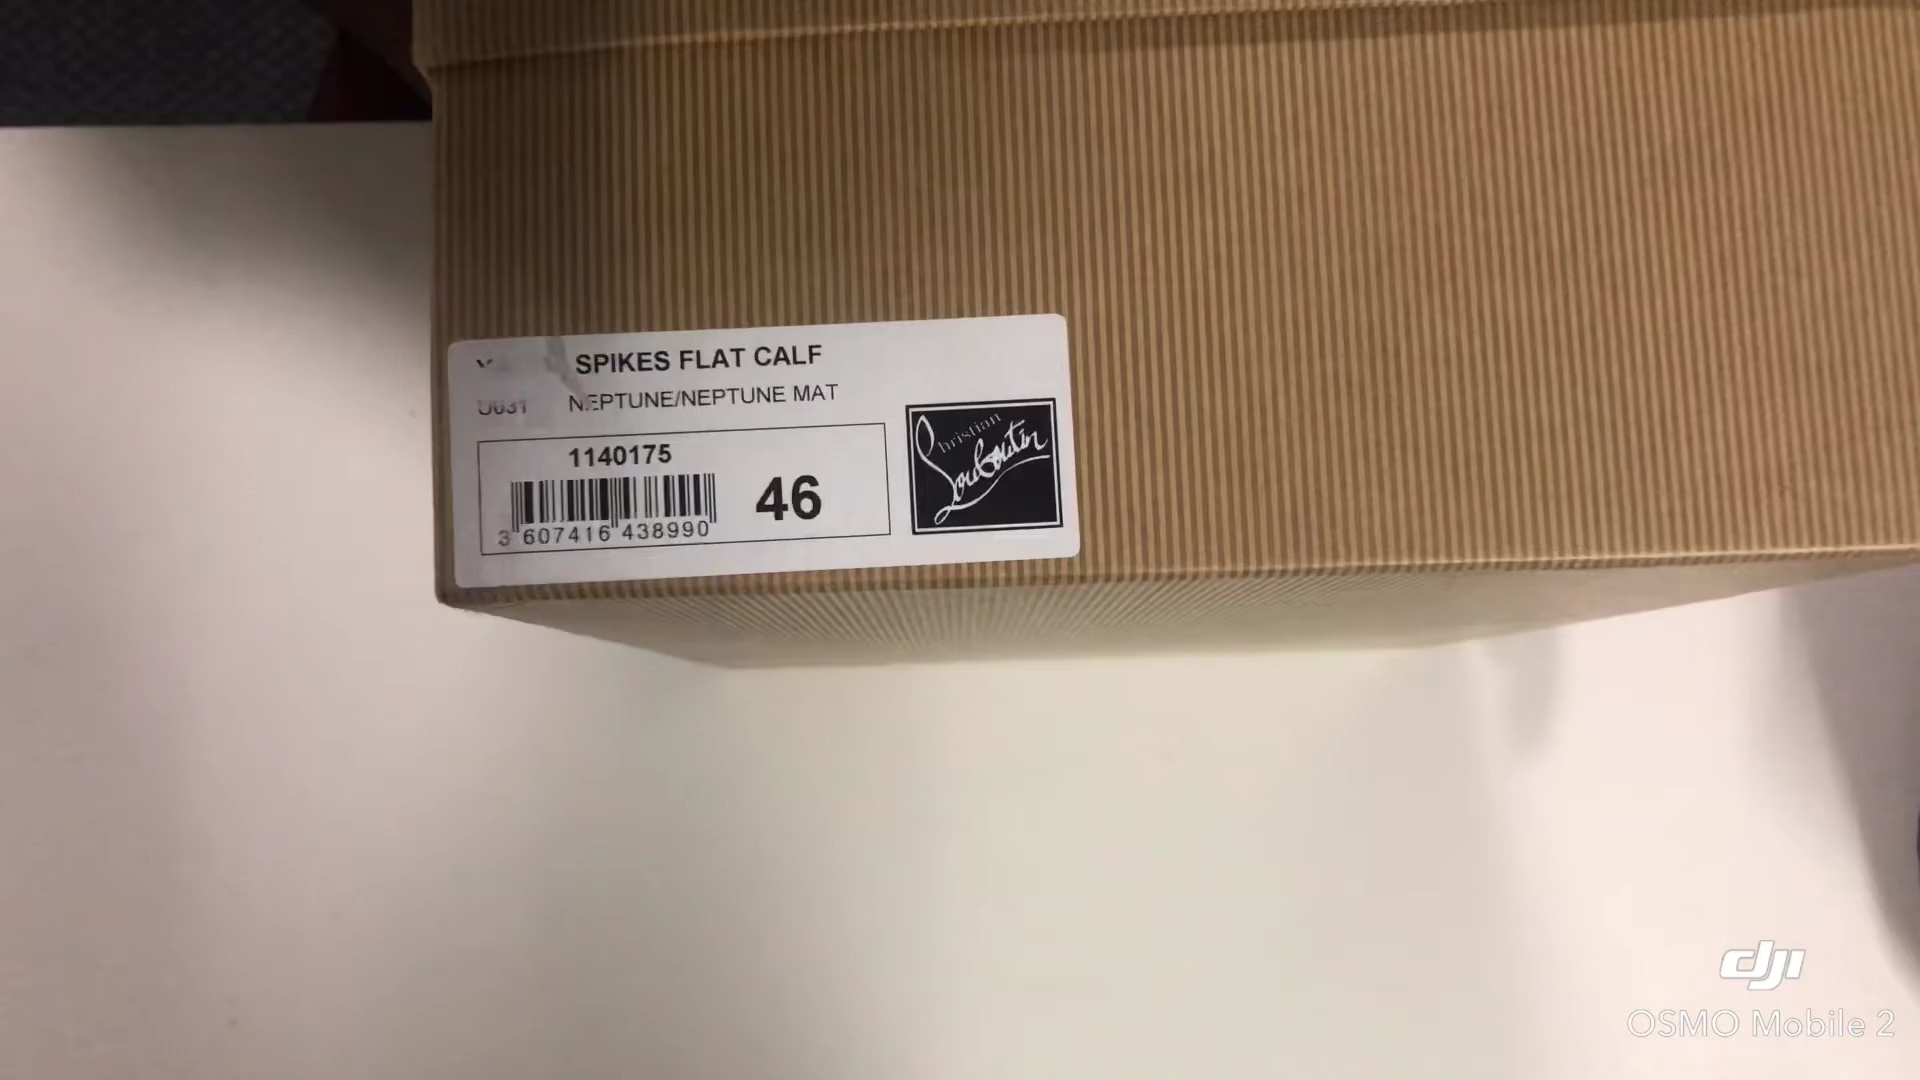 SPIKES FLAT CALF
NEPTUNE/NEPTUNE MAT
1140175
46
3 607416 438990
Christian
Louboutin
dji
OSMO Mobile 2